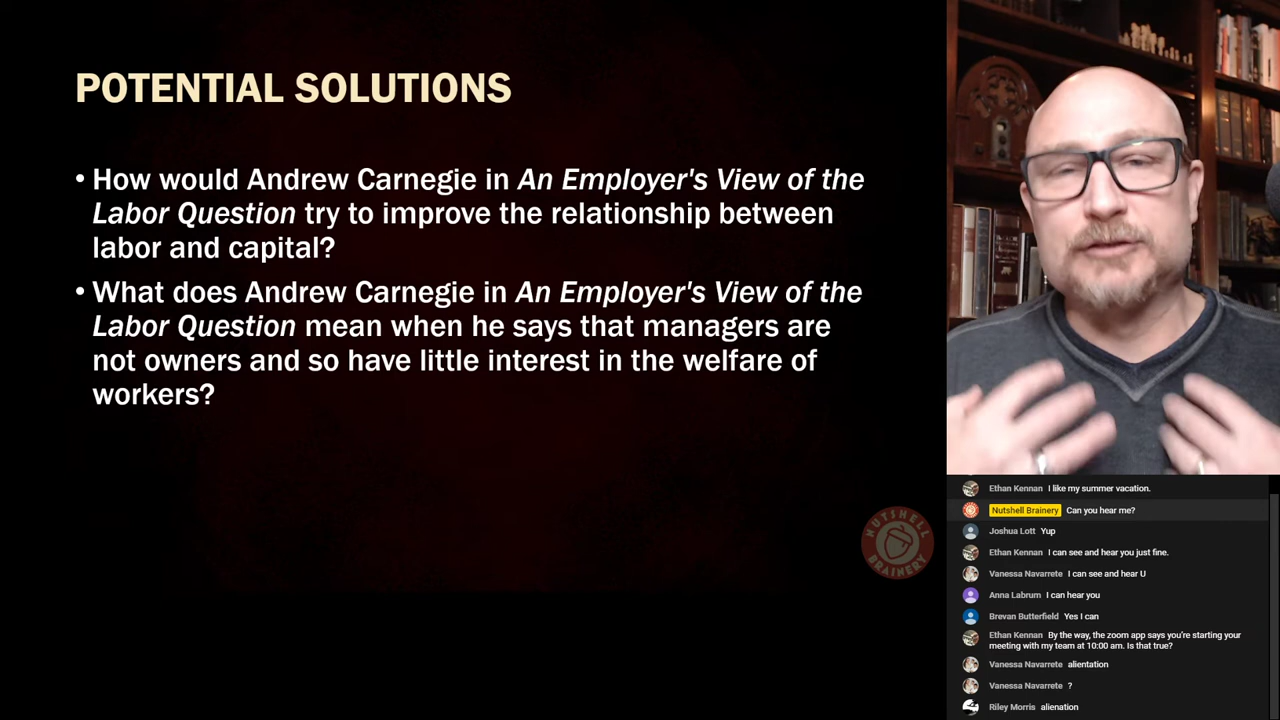 POTENTIAL SOLUTIONS
• How would Andrew Carnegie in An Employer's View of the
Labor Question try to improve the relationship between
labor and capital?
• What does Andrew Carnegie in An Employer's View of the
Labor Question mean when he says that managers are
not owners and so have little interest in the welfare of
workers?
NUTSHELL
BRAINERY
Ethan Kennan I like my summer vacation.
Nutshell Brainery Can you hear me?
Joshua Lott Yup
Ethan Kennan I can see and hear you just fine.
Vanessa Navarrete I can see and hear U
Anna Labrum I can hear you
Brevan Butterfield Yes I can
Ethan Kennan By the way, the zoom app says you're starting your
meeting with my team at 10:00 am. Is that true?
Vanessa Navarrete alientation
Vanessa Navarrete ?
Riley Morris alienation